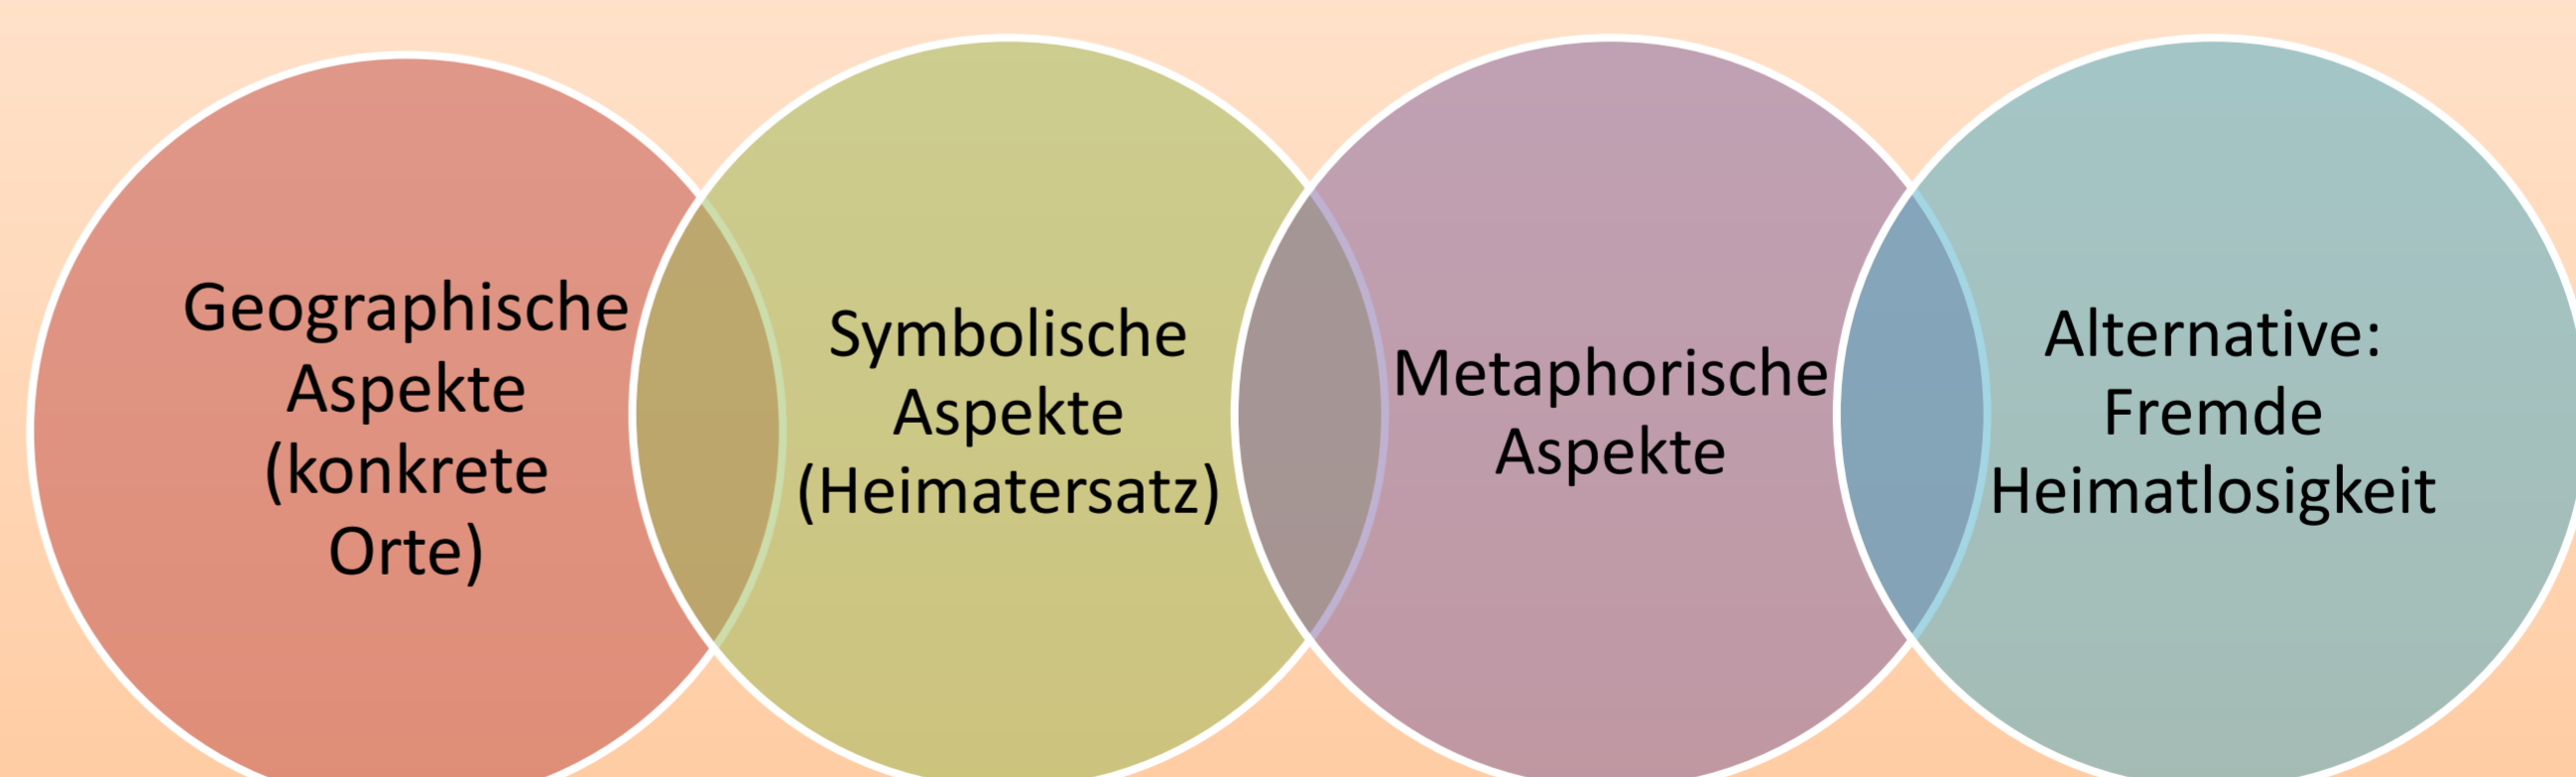 Geographische
Aspekte
(konkrete
Orte)
Symbolische
Aspekte
(Heimatersatz)
Metaphorische
Aspekte
Alternative:
Fremde
Heimatlosigkeit